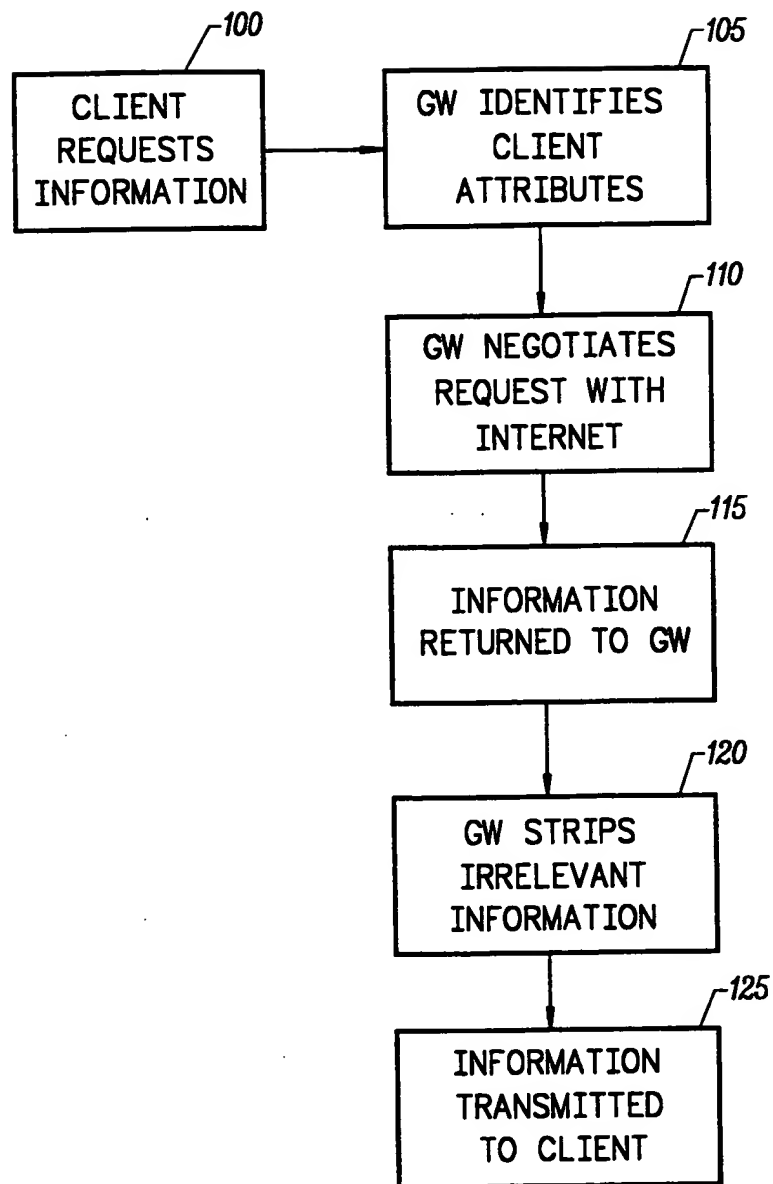 100
CLIENT
REQUESTS
INFORMATION
105
GW IDENTIFIES
CLIENT
ATTRIBUTES
110
GW NEGOTIATES
REQUEST WITH
INTERNET
115
INFORMATION
RETURNED TO GW
120
GW STRIPS
IRRELEVANT
INFORMATION
125
INFORMATION
TRANSMITTED
TO CLIENT